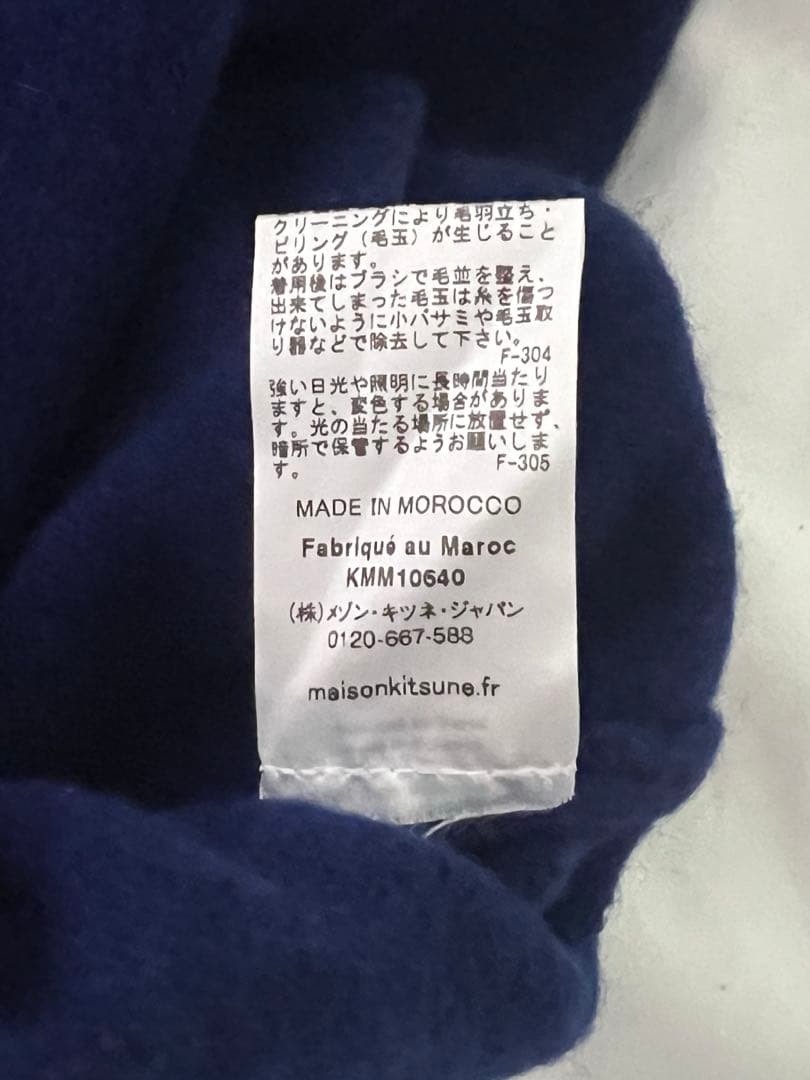 クリーニングにより毛羽立ち・
ピリング(毛玉)が生じること
があります。
着用後はブラシで毛並を整え、
出来てしまった毛玉は糸を傷つ
けないように小バサミや毛玉取
り器などで除去して下さい。
F-304
強い日光や照明に長時間当たり
ますと、変色する場合がありま
す。光の当たる場所に放置せず、
暗所で保管するようお願いしま
す。
F-305
MADE IN MOROCCO
Fabriqué au Maroc
KMM10640
(株)メゾン・キツネ・ジャパン
0120-667-588
maisonkitsune.fr